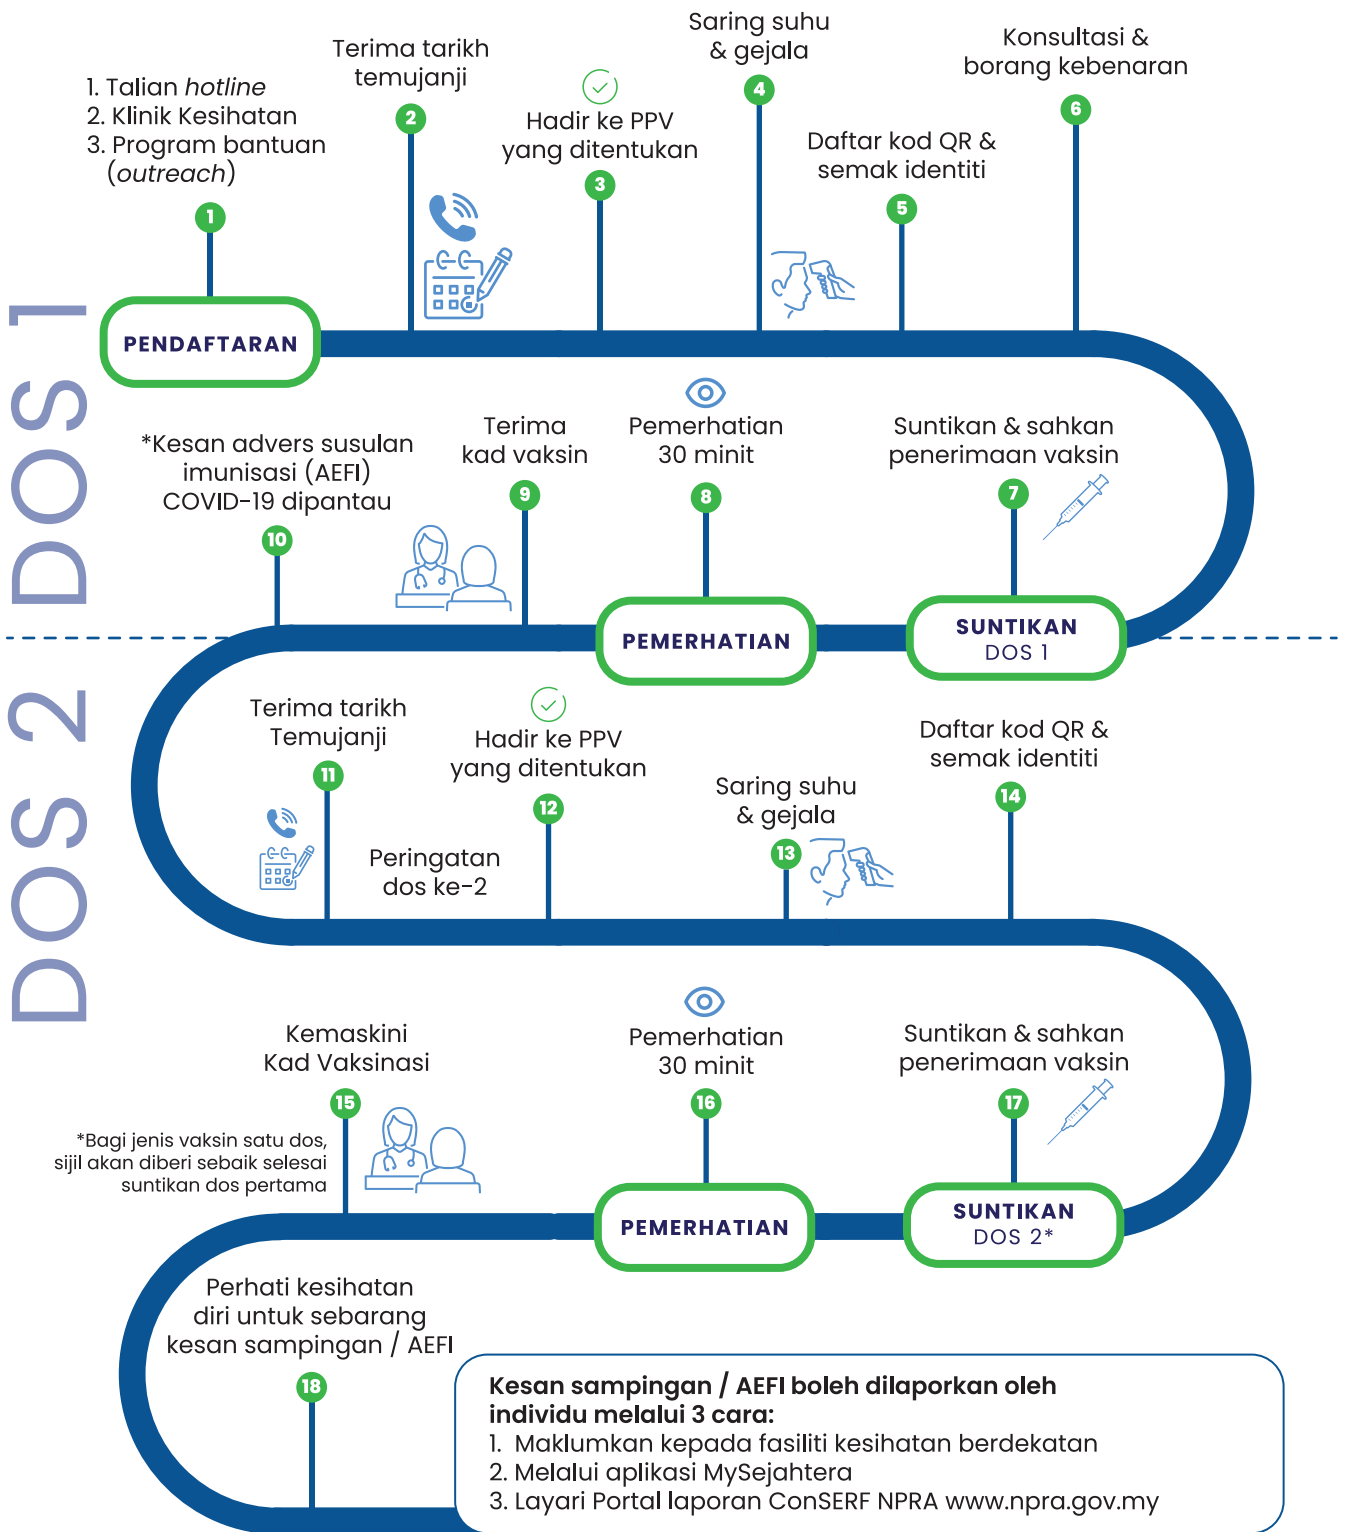 DOS 1
1. Talian hotline
2. Klinik Kesihatan
3. Program bantuan
(outreach)
1
PENDAFTARAN
Terima tarikh
temujanji
2
Hadir ke PPV
yang ditentukan
3
Saring suhu
& gejala
4
Daftar kod QR &
semak identiti
5
Konsultasi &
borang kebenaran
6
Suntikan & sahkan
penerimaan vaksin
7
SUNTIKAN
DOS 1
Pemerhatian
30 minit
8
PEMERHATIAN
Terima
kad vaksin
9
*Kesan advers susulan
imunisasi (AEFI)
COVID-19 dipantau
10
DOS 2
Terima tarikh
Temujanji
11
Peringatan
dos ke-2
Hadir ke PPV
yang ditentukan
12
Saring suhu
& gejala
13
Daftar kod QR &
semak identiti
14
Suntikan & sahkan
penerimaan vaksin
17
SUNTIKAN
DOS 2*
Pemerhatian
30 minit
16
PEMERHATIAN
Kemaskini
Kad Vaksinasi
15
*Bagi jenis vaksin satu dos,
sijil akan diberi sebaik selesai
suntikan dos pertama
Perhati kesihatan
diri untuk sebarang
kesan sampingan / AEFI
18
Kesan sampingan / AEFI boleh dilaporkan oleh
individu melalui 3 cara:
1. Maklumkan kepada fasiliti kesihatan berdekatan
2. Melalui aplikasi MySejahtera
3. Layari Portal laporan ConSERF NPRA www.npra.gov.my